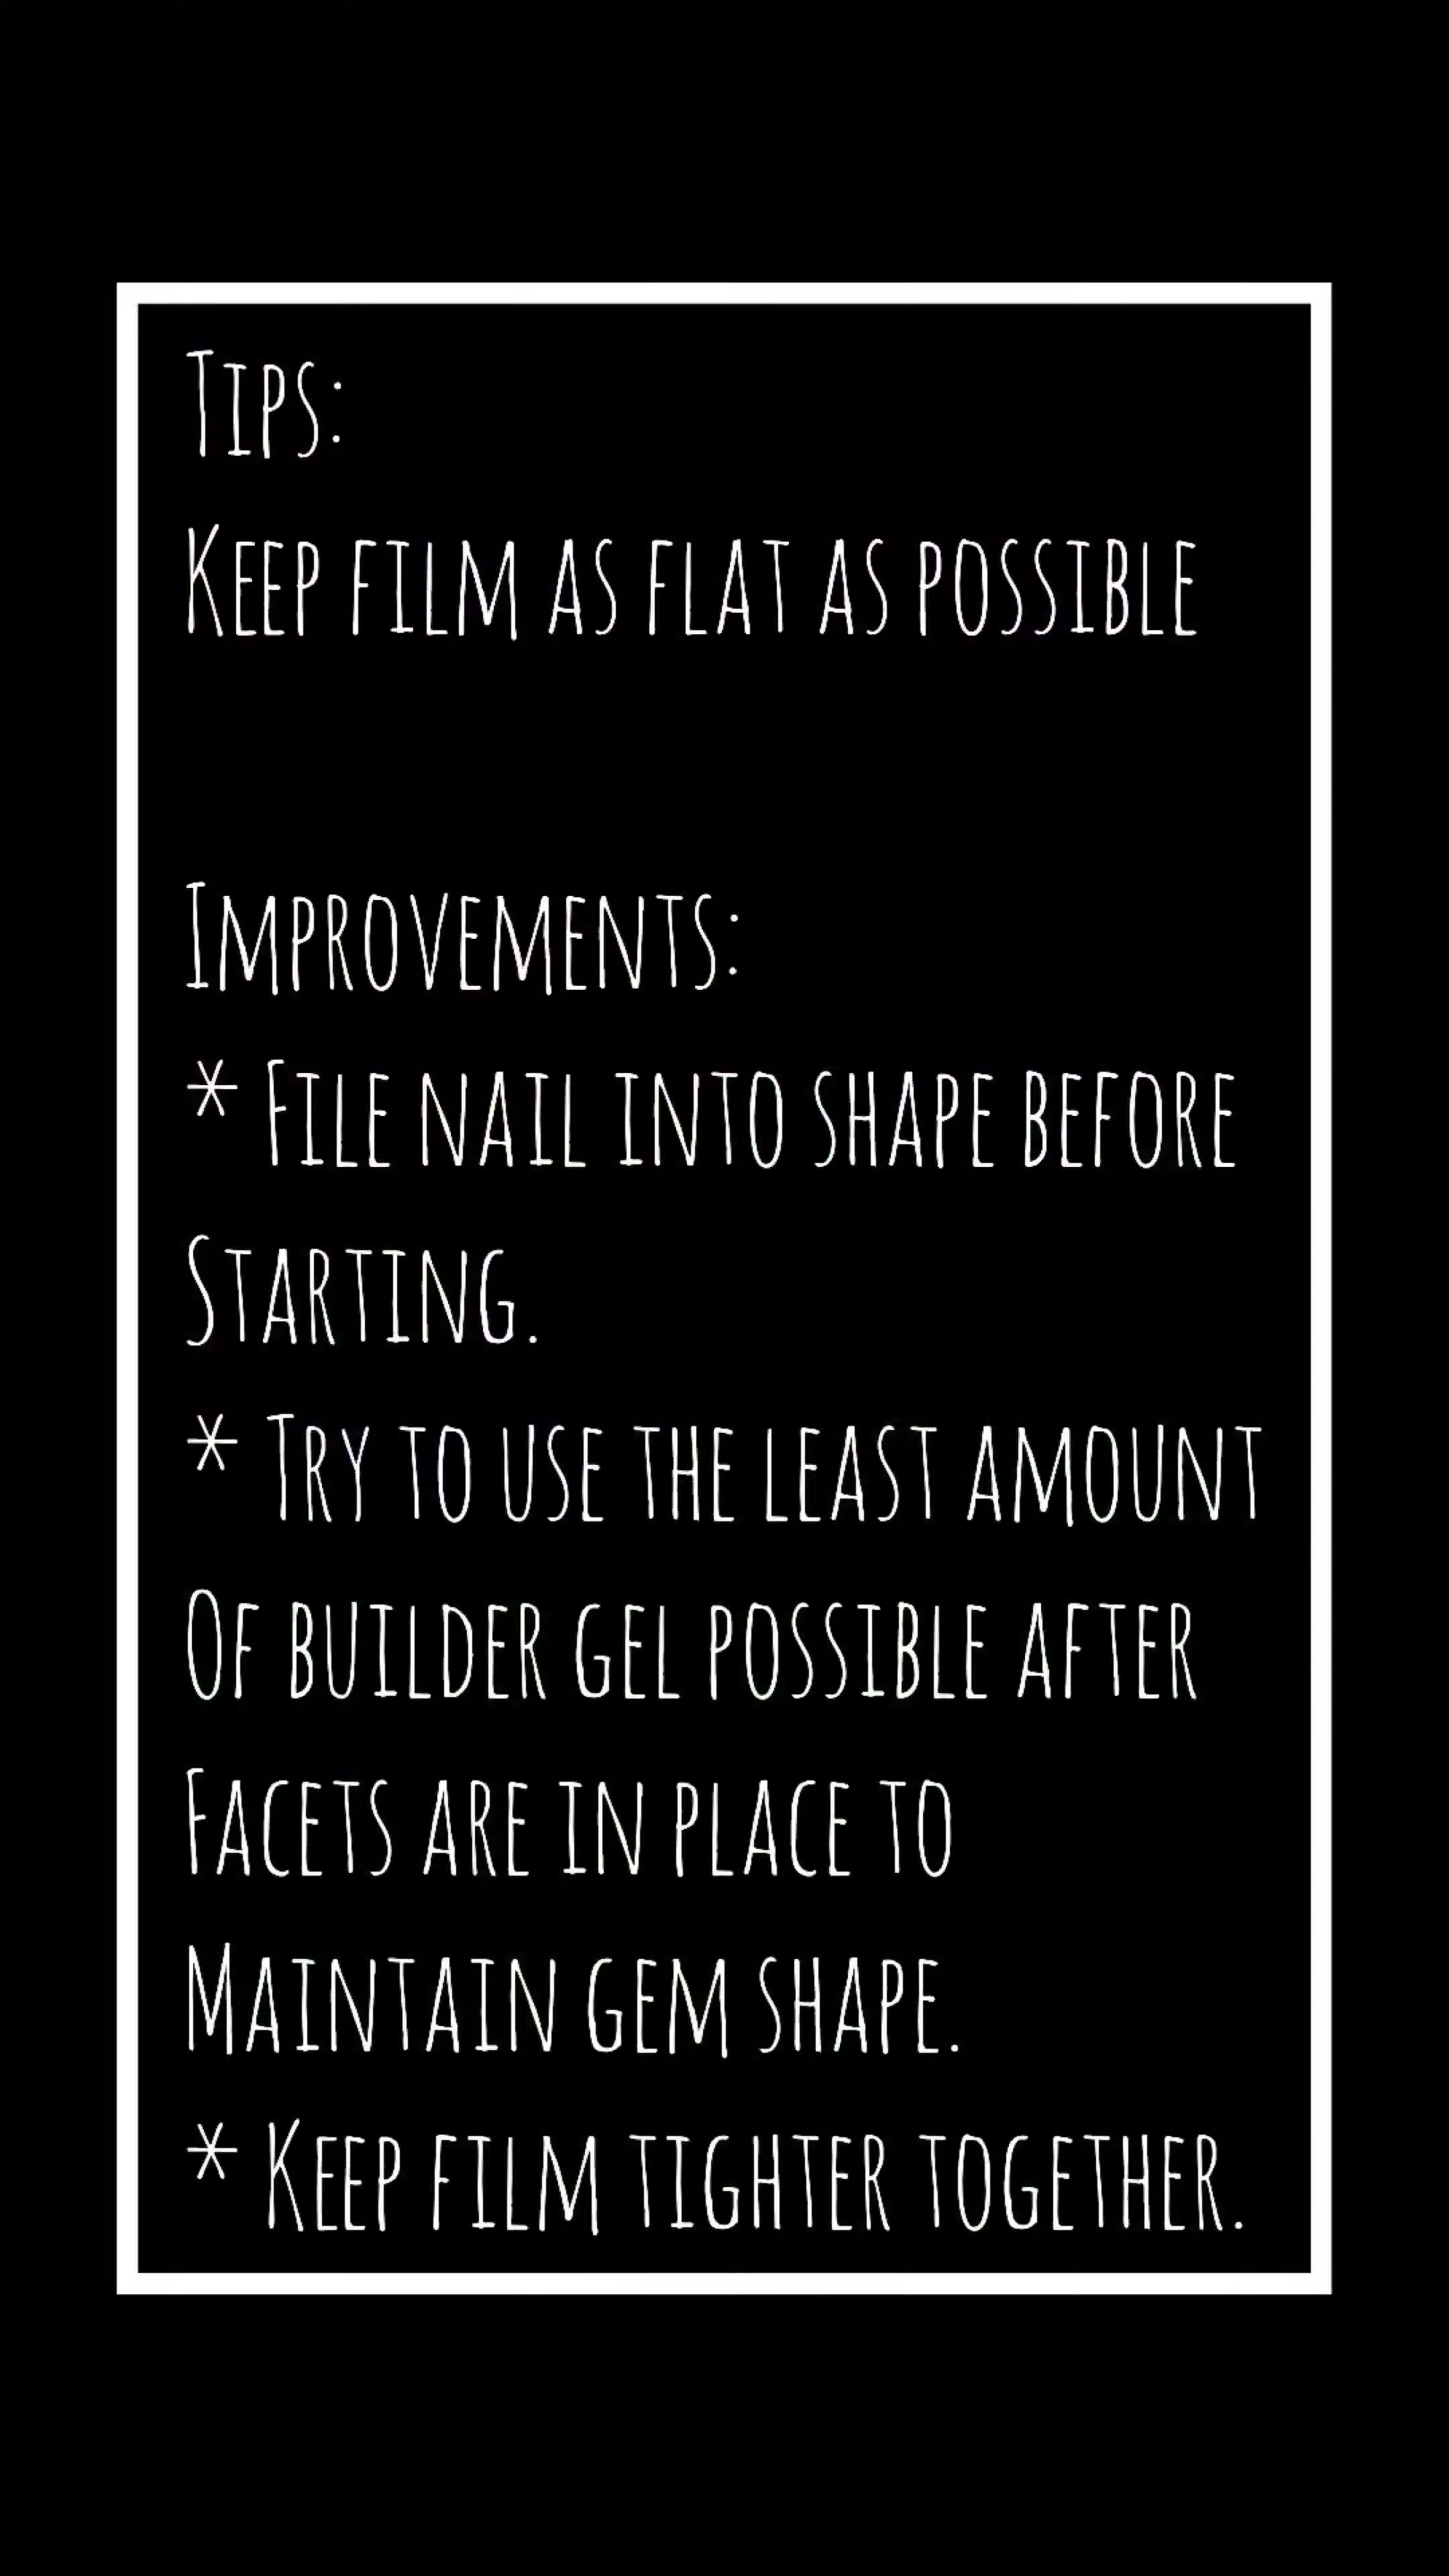 Tips:
Keep film as flat as possible
Improvements:
* File nail into shape before
Starting.
* Try to use the least amount
Of builder gel possible after
Facets are in place to
Maintain gem shape.
* Keep film tighter together.